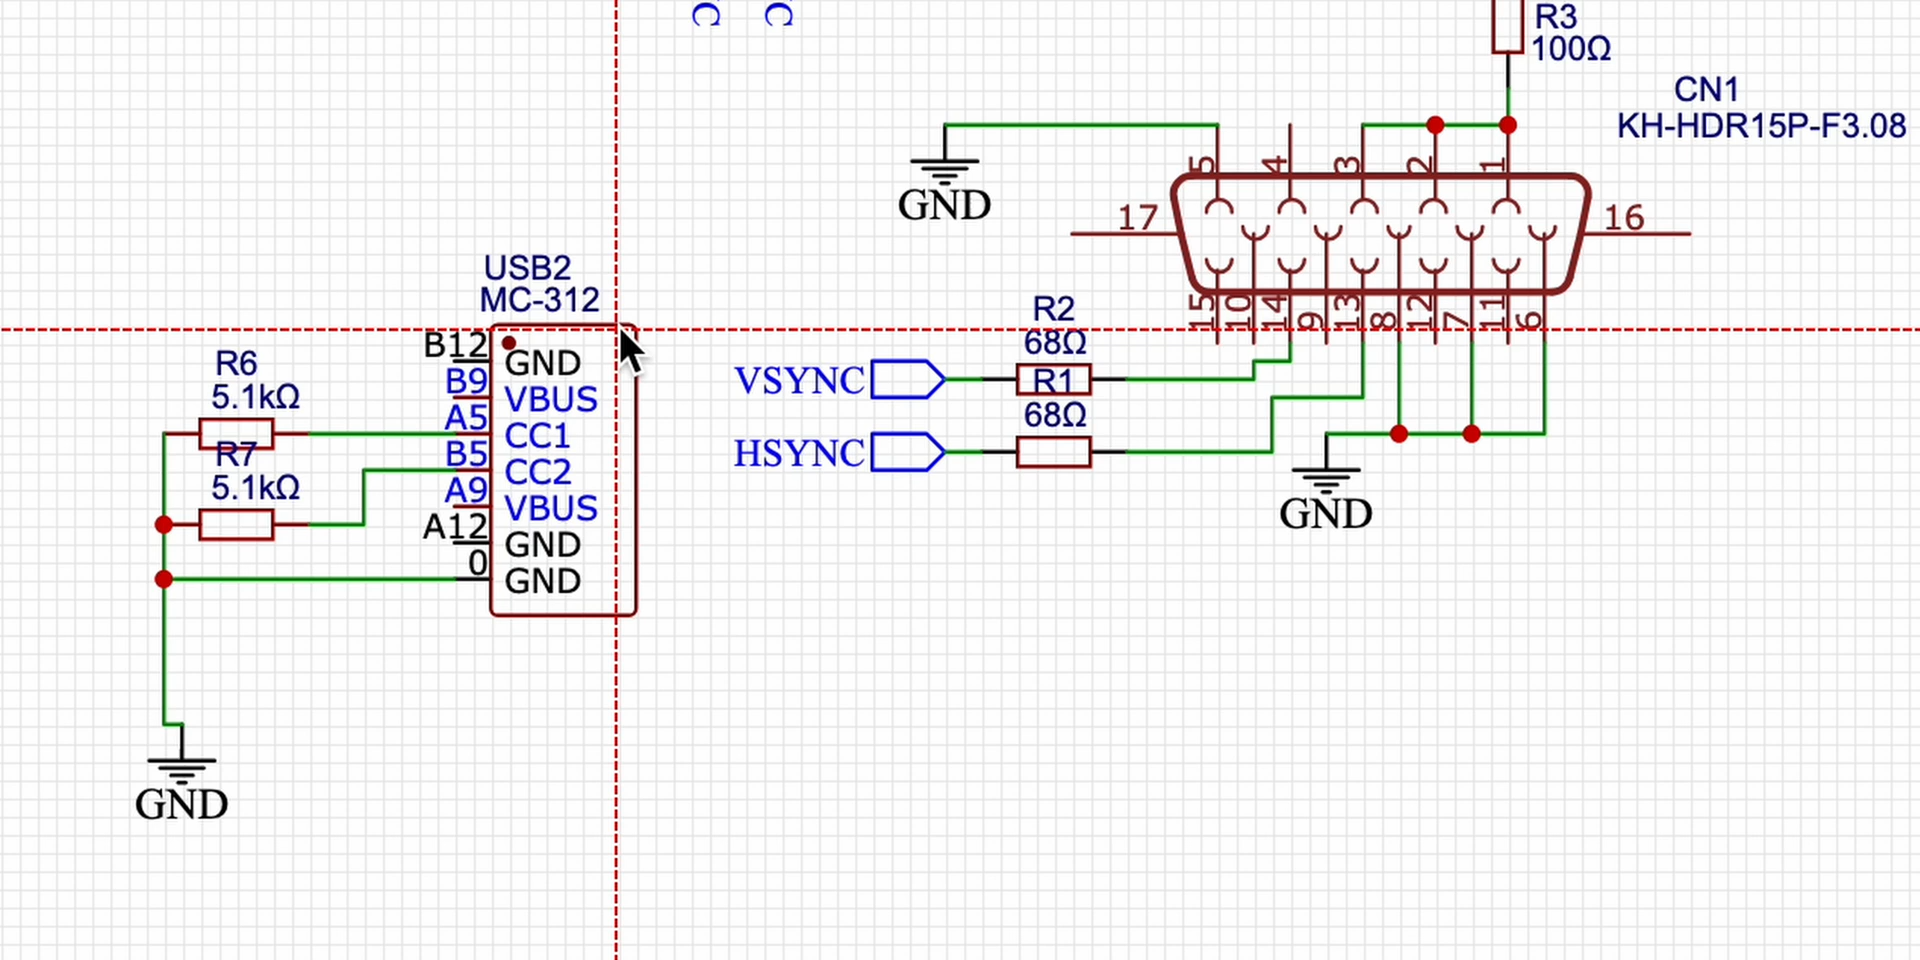 C C
R3
100Ω
CN1
KH-HDR15P-F3.08
5 4 3 2 1
GND
17 16
USB2
MC-312
15 10 14 9 13 8 12 7 11 6
R2
68Ω
B12 GND
R6
5.1kΩ
B9 VBUS
VSYNC
R1
68Ω
A5 CC1
R7
5.1kΩ
B5 CC2
HSYNC
A9 VBUS
GND
A12 GND
0 GND
GND